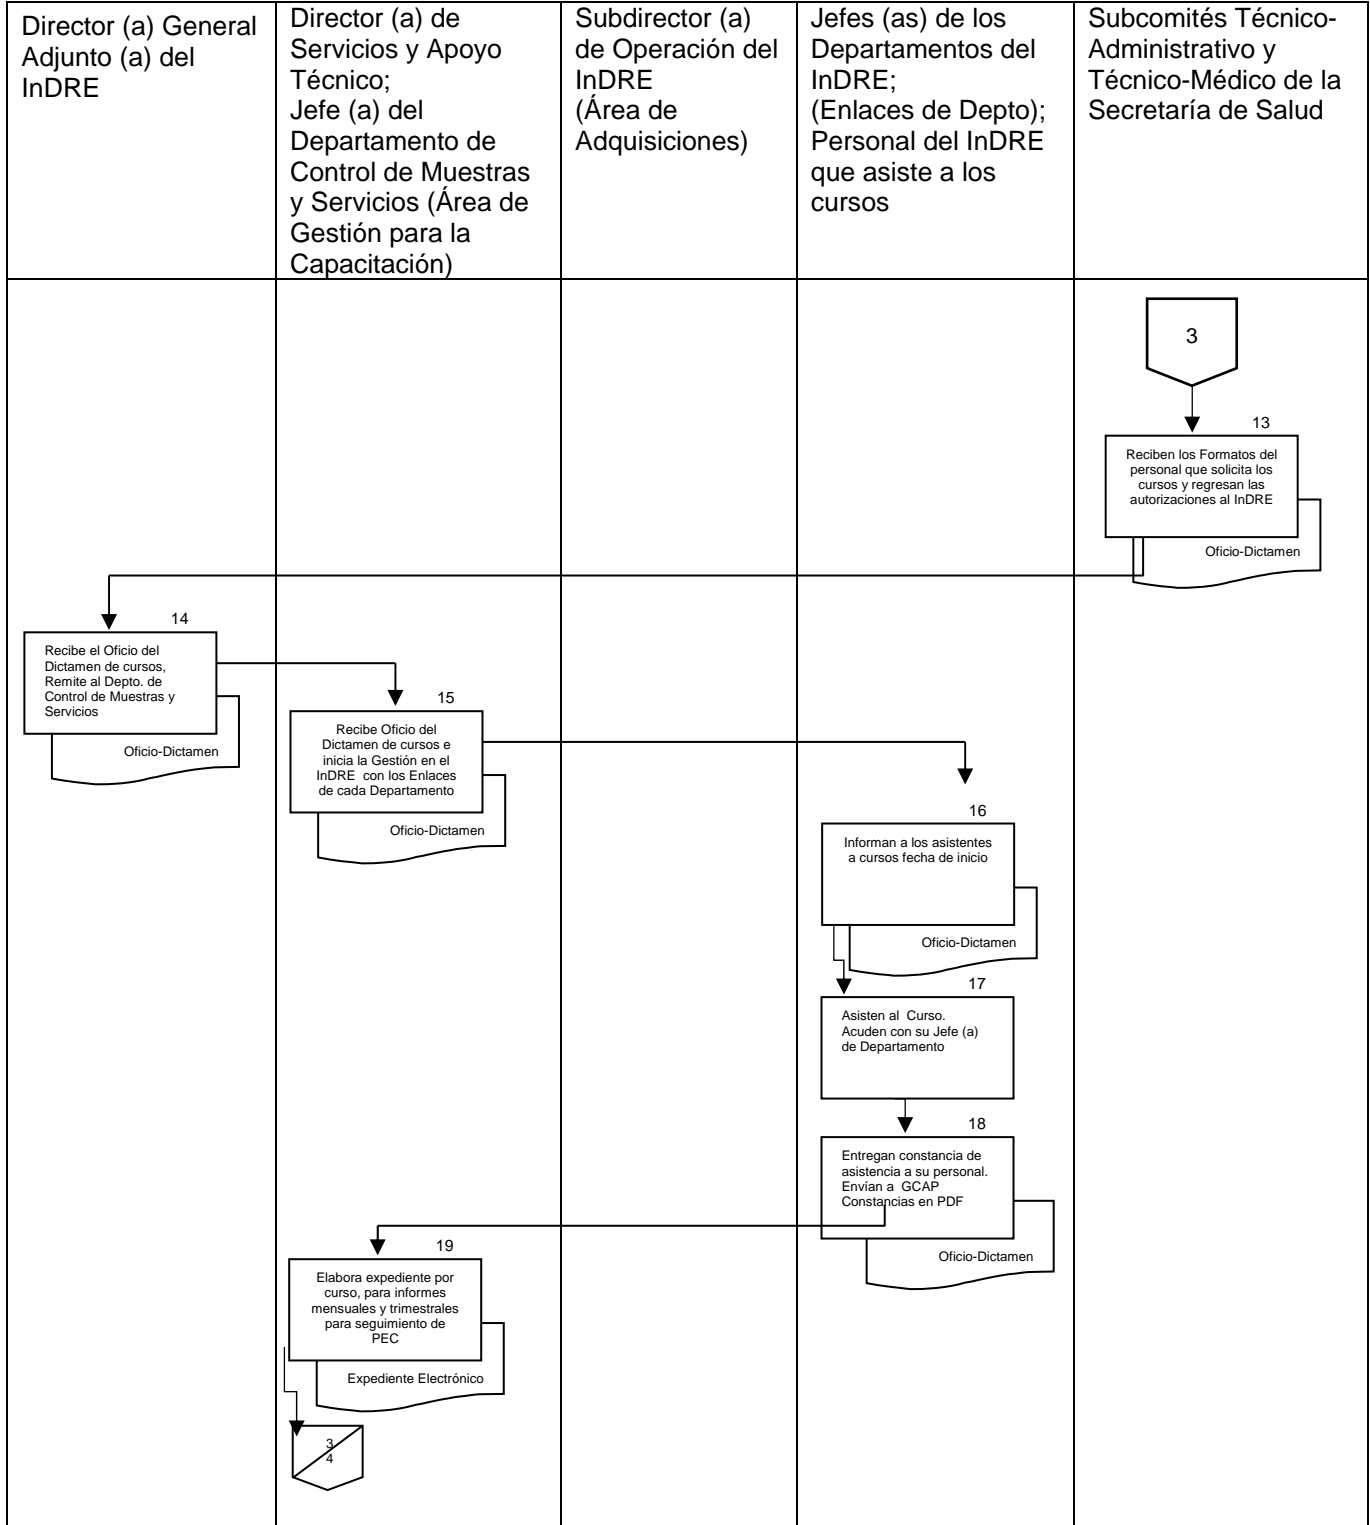 Director (a) General
Adjunto (a) del
InDRE
Director (a) de
Servicios y Apoyo
Técnico;
Jefe (a) del
Departamento de
Control de Muestras
y Servicios (Área de
Gestión para la
Capacitación)
Subdirector (a)
de Operación del
InDRE
(Área de
Adquisiciones)
Jefes (as) de los
Departamentos del
InDRE;
(Enlaces de Depto);
Personal del InDRE
que asiste a los
cursos
Subcomités Técnico-
Administrativo y
Técnico-Médico de la
Secretaría de Salud
3
13
Reciben los Formatos del
personal que solicita los
cursos y regresan las
autorizaciones al InDRE
Oficio-Dictamen
14
Recibe el Oficio del
Dictamen de cursos,
Remite al Depto. de
Control de Muestras y
Servicios
Oficio-Dictamen
15
Recibe Oficio del
Dictamen de cursos e
inicia la Gestión en el
InDRE con los Enlaces
de cada Departamento
Oficio-Dictamen
16
Informan a los asistentes
a cursos fecha de inicio
Oficio-Dictamen
17
Asisten al Curso.
Acuden con su Jefe (a)
de Departamento
18
Entregan constancia de
asistencia a su personal.
Envían a GCAP
Constancias en PDF
Oficio-Dictamen
19
Elabora expediente por
curso, para informes
mensuales y trimestrales
para seguimiento de
PEC
Expediente Electrónico
3
4